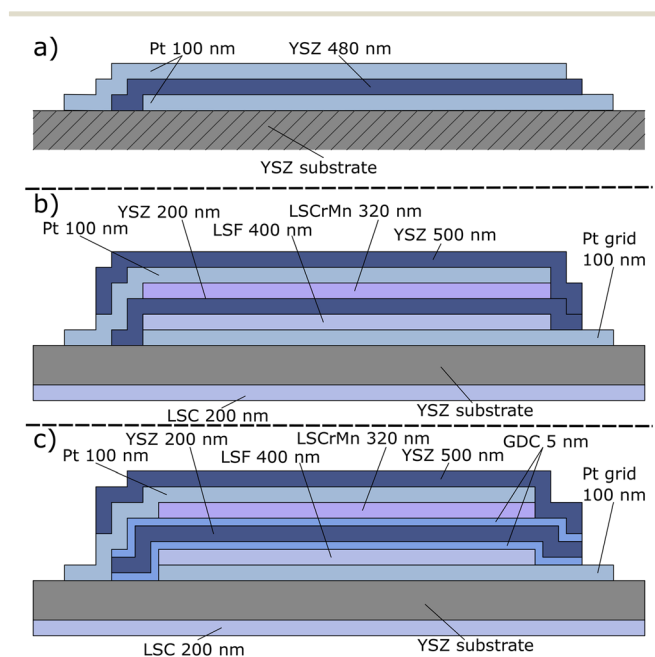 a)
Pt 100 nm
YSZ 480 nm
YSZ substrate
b)
YSZ 200 nm
LSCrMn 320 nm
Pt 100 nm
LSF 400 nm
YSZ 500 nm
Pt grid
100 nm
LSC 200 nm
YSZ substrate
c)
YSZ 200 nm
LSCrMn 320 nm
GDC 5 nm
Pt 100 nm
LSF 400 nm
YSZ 500 nm
Pt grid
100 nm
LSC 200 nm
YSZ substrate